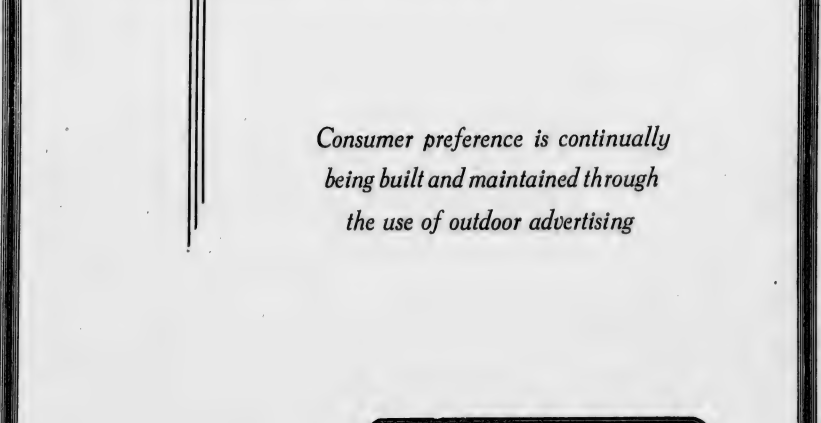 Consumer preference is continually
being built and maintained through
the use of outdoor advertising